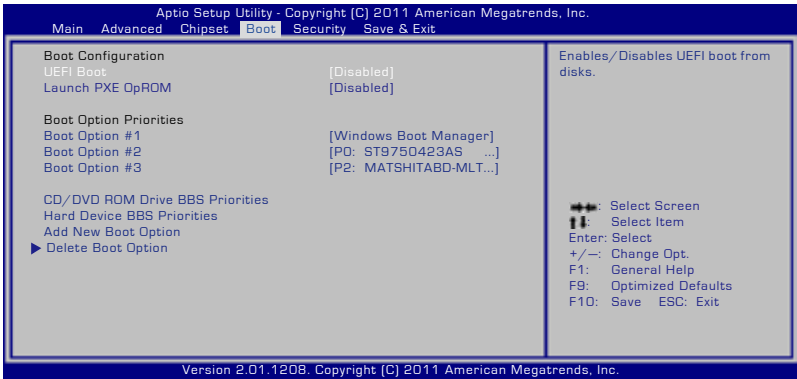 Aptio Setup Utility - Copyright (C) 2011 American Megatrends, Inc.
Main Advanced Chipset Boot Security Save & Exit
Boot Configuration
UEFI Boot [Disabled]
Launch PXE OpROM [Disabled]
Boot Option Priorities
Boot Option #1 [Windows Boot Manager]
Boot Option #2 [P0: ST9750423AS ...]
Boot Option #3 [P2: MATSHITABD-MLT...]
CD/DVD ROM Drive BBS Priorities
Hard Device BBS Priorities
Add New Boot Option
Delete Boot Option
Enables/Disables UEFI boot from
disks.
→←: Select Screen
↑↓: Select Item
Enter: Select
+/—: Change Opt.
F1: General Help
F9: Optimized Defaults
F10: Save ESC: Exit
Version 2.01.1208. Copyright (C) 2011 American Megatrends, Inc.